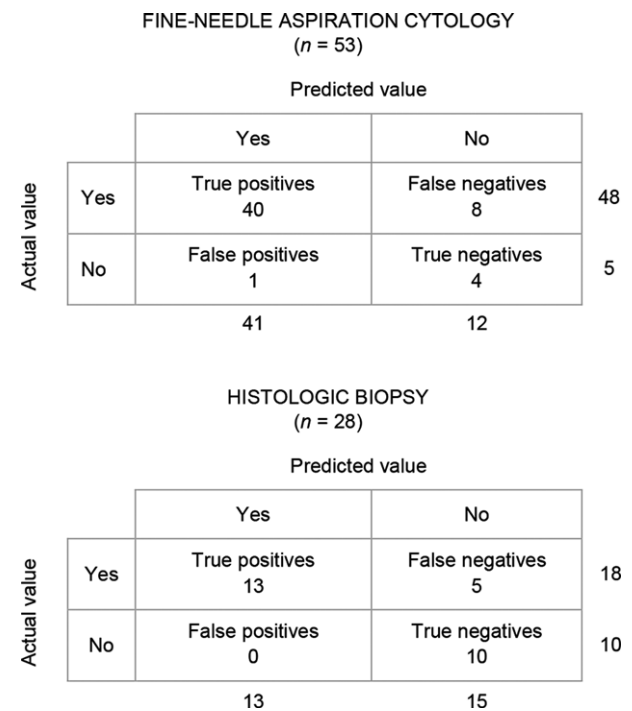 FINE-NEEDLE ASPIRATION CYTOLOGY
(n = 53)
Predicted value
Yes No
True positives False negatives
Actual value Yes 40 8 48
False positives True negatives
No 1 4 5
41 12
HISTOLOGIC BIOPSY
(n = 28)
Predicted value
Yes No
True positives False negatives
Actual value Yes 13 5 18
False positives True negatives
No 0 10 10
13 15